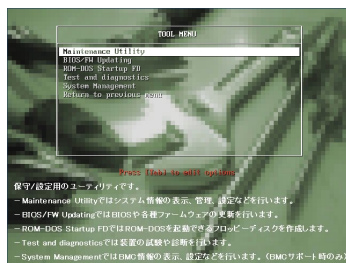 TOOL MENU
Maintenance Utility
BIOS/FW Updating
ROM-DOS Startup FD
Test and diagnostics
System Management
Return to previous menu
Press [Tab] to edit options
保守/設定用のユーティリティです。
－Maintenance Utilityではシステム情報の表示、管理、設定などを行います。
－BIOS/FW UpdatingではBIOSや各種ファームウェアの更新を行います。
－ROM-DOS Startup FDではROM-DOSを起動できるフロッピーディスクを作成します。
－Test and diagnosticsでは装置の試験や診断を行います。
－System ManagementではBMC情報の表示、設定などを行います。(BMCサポート時のみ)